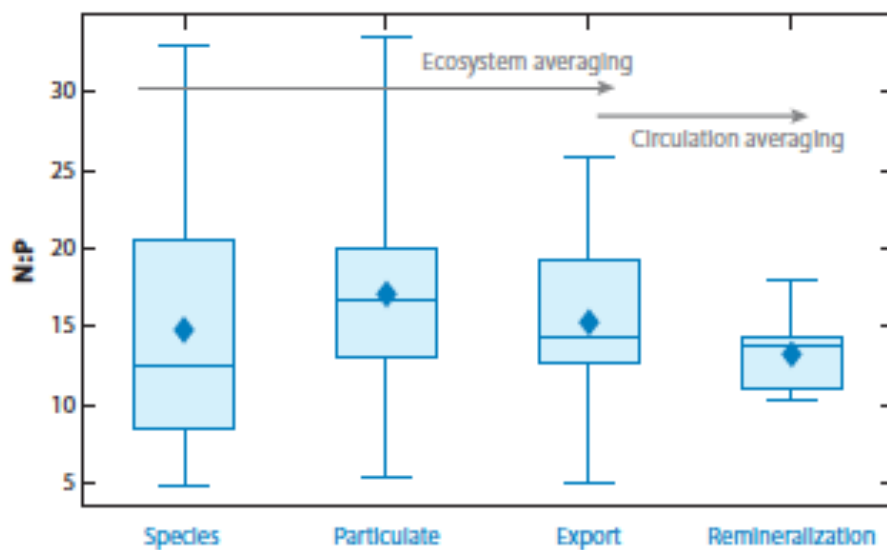 Ecosystem averaging
30
Circulation averaging
25
20
N:P
15
10
5
Species Particulate Export Remineralization